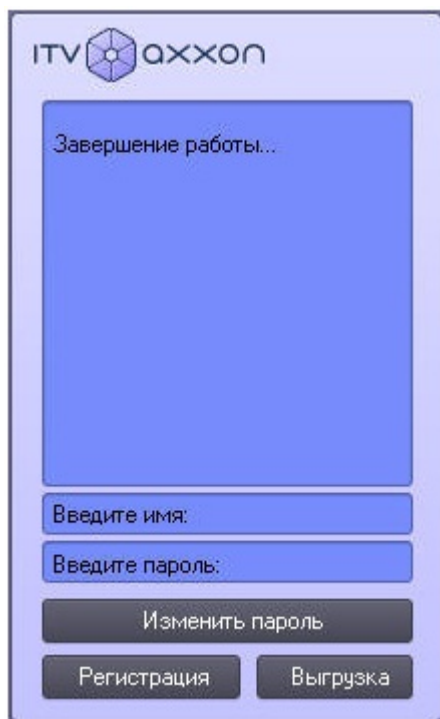 ITV axxon
Завершение работы...
Введите имя:
Введите пароль:
Изменить пароль
Регистрация Выгрузка